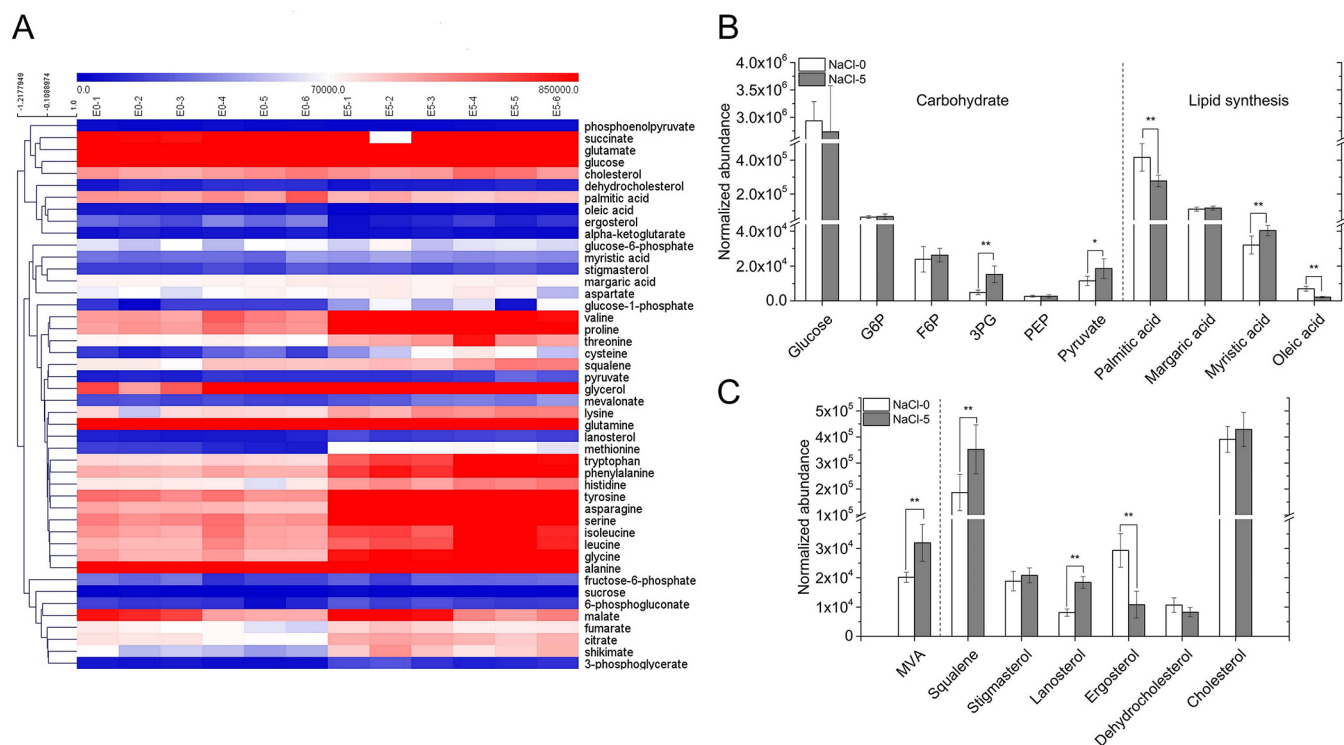 A
-1.2177949
-0.1088974
1.0
0.0
70000.0
850000.0
E0-1
E0-2
E0-3
E0-4
E0-5
E0-6
E5-1
E5-2
E5-3
E5-4
E5-5
E5-6
phosphoenolpyruvate
succinate
glutamate
glucose
cholesterol
dehydrocholesterol
palmitic acid
oleic acid
ergosterol
alpha-ketoglutarate
glucose-6-phosphate
myristic acid
stigmasterol
margaric acid
aspartate
glucose-1-phosphate
valine
proline
threonine
cysteine
squalene
pyruvate
glycerol
mevalonate
lysine
glutamine
lanosterol
methionine
tryptophan
phenylalanine
histidine
tyrosine
asparagine
serine
isoleucine
leucine
glycine
alanine
fructose-6-phosphate
sucrose
6-phosphogluconate
malate
fumarate
citrate
shikimate
3-phosphoglycerate
B
NaCl-0
NaCl-5
Carbohydrate
Lipid synthesis
Normalized abundance
4.0x10⁶
3.0x10⁶
4.0x10⁵
2.0x10⁵
4.0x10⁴
2.0x10⁴
0.0
**
*
**
**
**
Glucose
G6P
F6P
3PG
PEP
Pyruvate
Palmitic acid
Margaric acid
Myristic acid
Oleic acid
C
NaCl-0
NaCl-5
Normalized abundance
5x10⁵
4x10⁵
3x10⁵
2x10⁵
1x10⁵
3x10⁴
2x10⁴
1x10⁴
0
**
**
**
**
MVA
Squalene
Stigmasterol
Lanosterol
Ergosterol
Dehydrocholesterol
Cholesterol